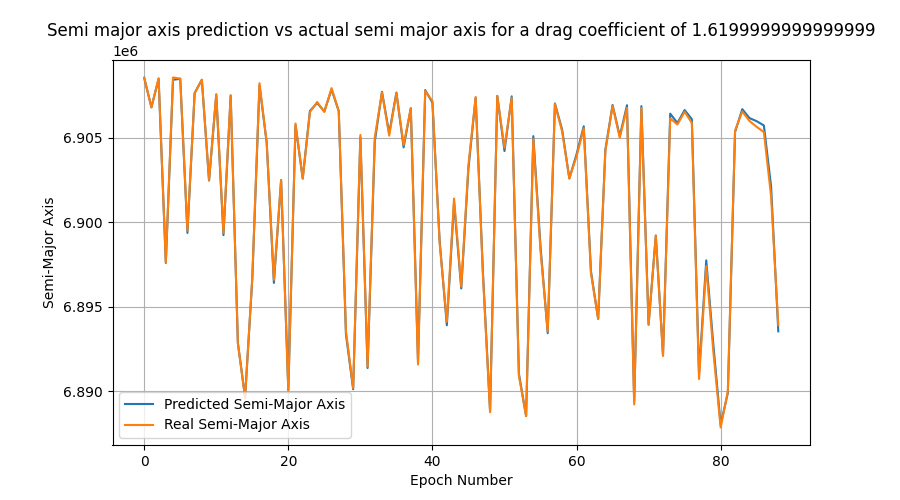 Semi major axis prediction vs actual semi major axis for a drag coefficient of 1.6199999999999999
1e6
6.905
6.900
6.895
6.890
Semi-Major Axis
Predicted Semi-Major Axis
Real Semi-Major Axis
0 20 40 60 80
Epoch Number